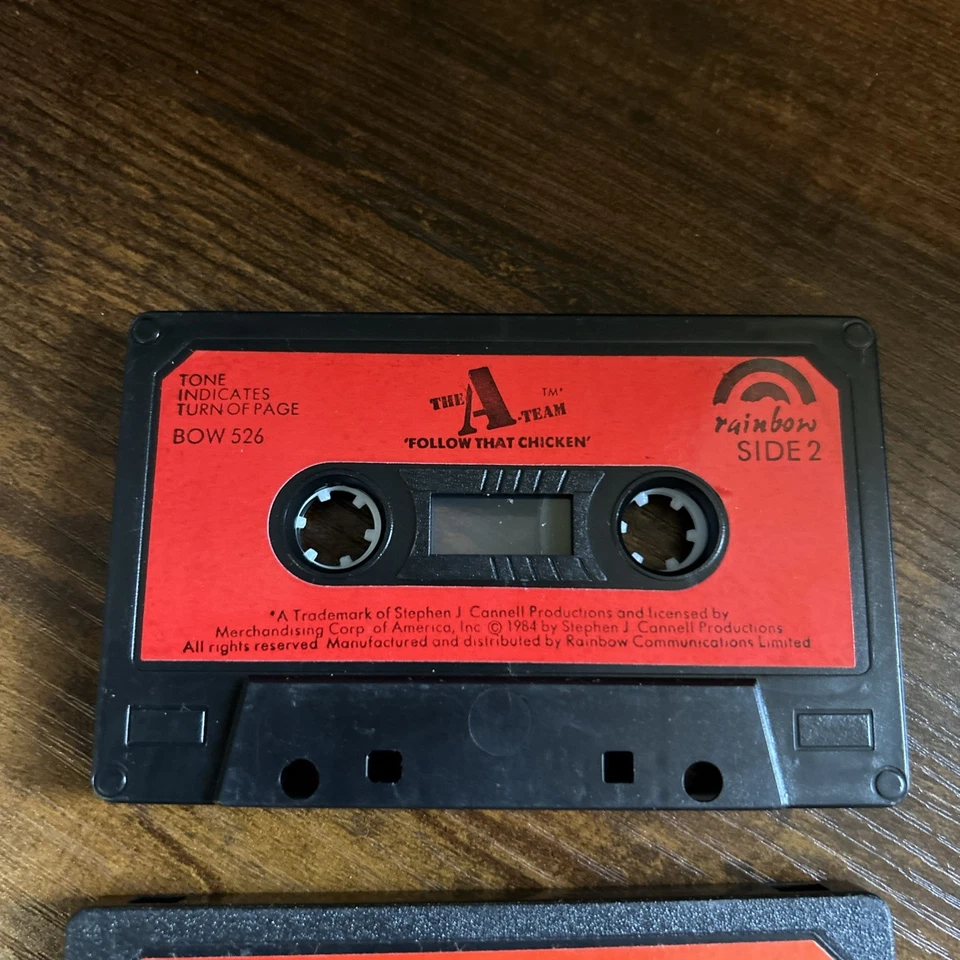 TONE
INDICATES
TURN OF PAGE
BOW 526
THE A-TEAM TM*
'FOLLOW THAT CHICKEN'
rainbow
SIDE 2
*A Trademark of Stephen J. Cannell Productions and licensed by
Merchandising Corp. of America, Inc © 1984 by Stephen J. Cannell Productions
All rights reserved Manufactured and distributed by Rainbow Communications Limited